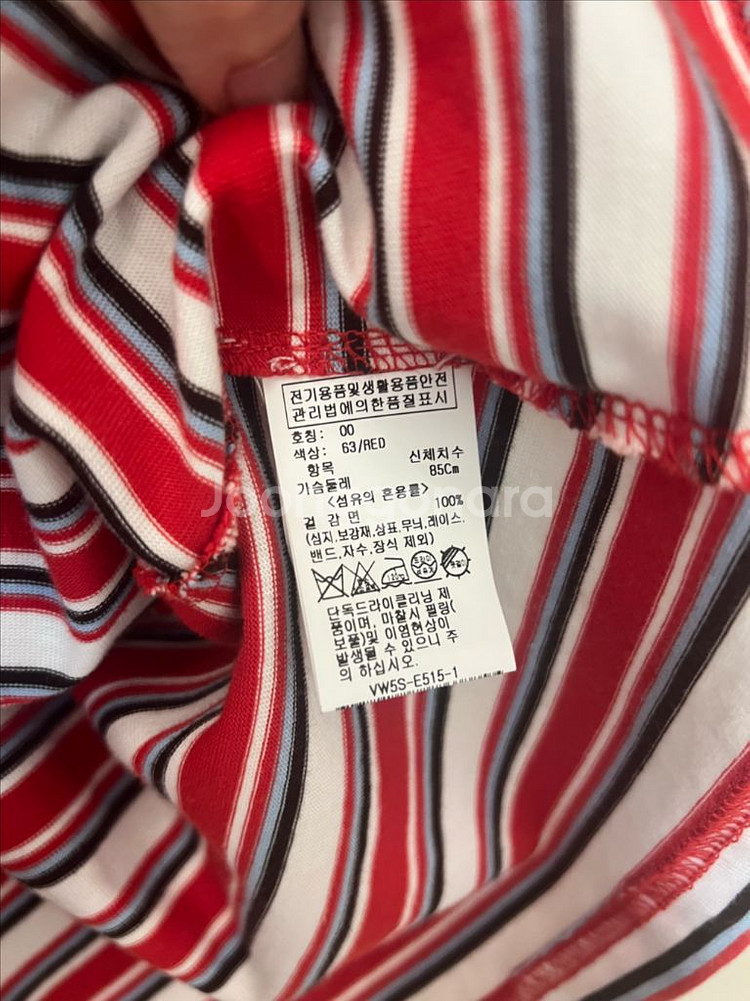 전기용품및생활용품안전
관리법에의한품질표시
호칭: 00
색상: 63/RED
항목 신체치수
가슴둘레 85Cm
<섬유의 혼용률>
겉 감 면 100%
(심지,보강재,상표,무늬,레이스,
밴드,자수,장식 제외)
단독드라이클리닝 제
품이며, 마찰시 필링(
보풀)및 이염현상이
발생될 수 있으니 주
의 하십시오.
VW5S-E515-1
Joonggonara